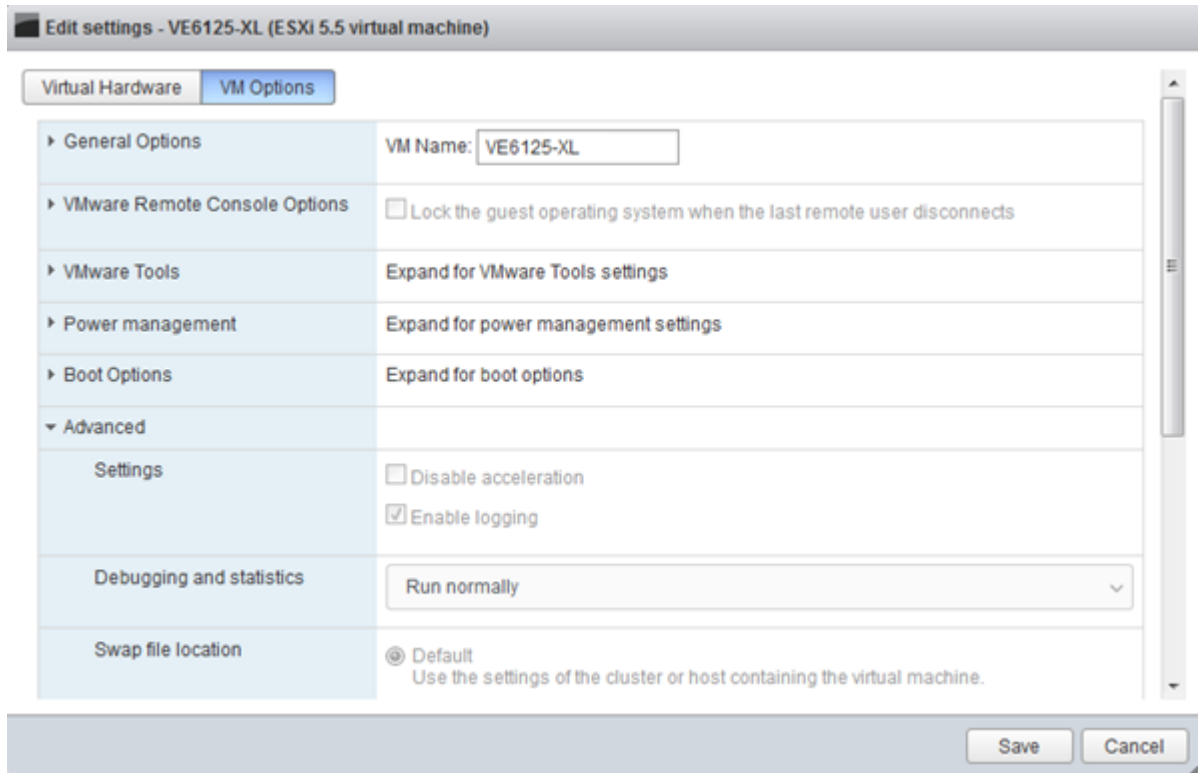 Edit settings - VE6125-XL (ESXi 5.5 virtual machine)
Virtual Hardware VM Options
General Options VM Name: VE6125-XL
VMware Remote Console Options Lock the guest operating system when the last remote user disconnects
VMware Tools Expand for VMware Tools settings
Power management Expand for power management settings
Boot Options Expand for boot options
Advanced
Settings Disable acceleration
Enable logging
Debugging and statistics Run normally
Swap file location Default
Use the settings of the cluster or host containing the virtual machine.
Save Cancel